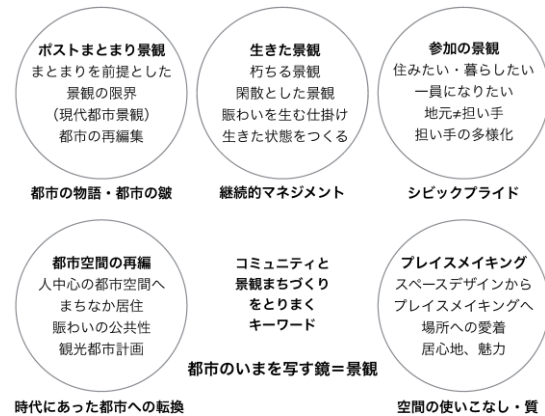 ポストまとまり景観
まとまりを前提とした
景観の限界
（現代都市景観）
都市の再編集
都市の物語・都市の皺
生きた景観
朽ちる景観
閑散とした景観
賑わいを生む仕掛け
生きた状態をつくる
継続的マネジメント
参加の景観
住みたい・暮らしたい
一員になりたい
地元≠担い手
担い手の多様化
シビックプライド
都市空間の再編
人中心の都市空間へ
まちなか居住
賑わいの公共性
観光都市計画
時代にあった都市への転換
コミュニティと
景観まちづくり
をとりまく
キーワード
都市のいまを写す鏡＝景観
プレイスメイキング
スペースデザインから
プレイスメイキングへ
場所への愛着
居心地、魅力
空間の使いこなし・質